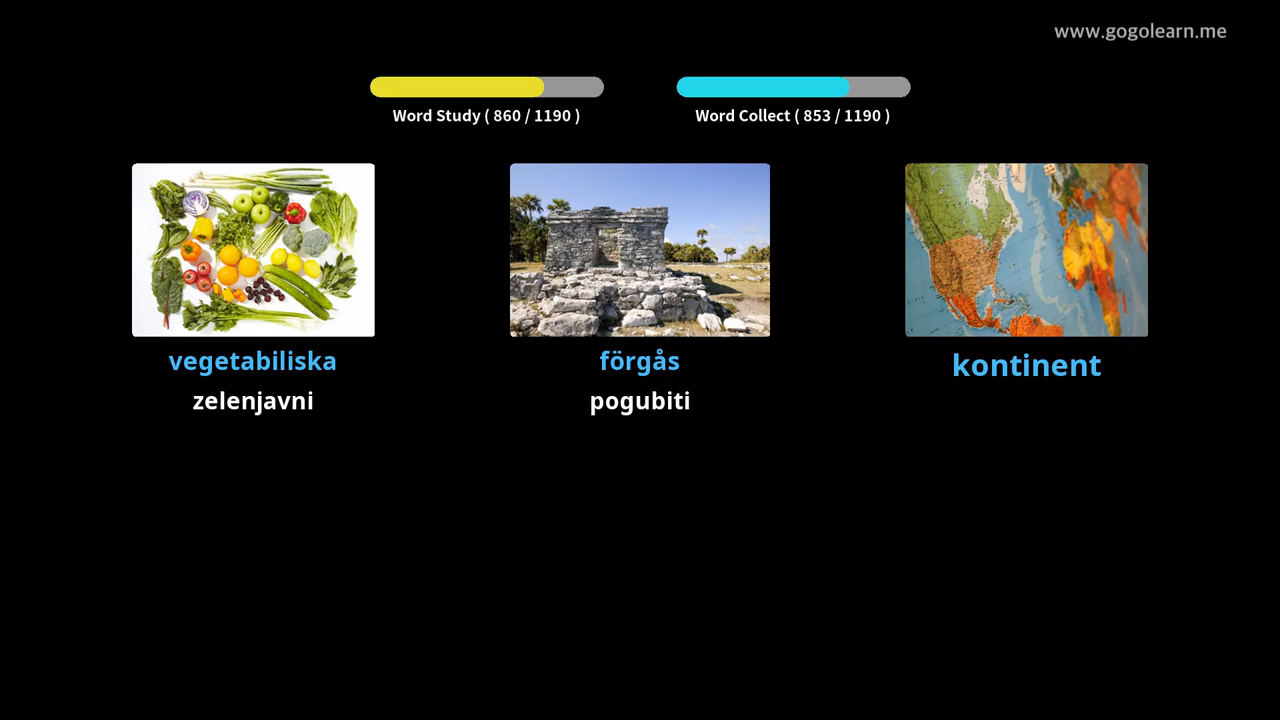 www.gogolearn.me
Word Study ( 860 / 1190 )
Word Collect ( 853 / 1190 )
vegetabiliska
zelenjavni
förgås
pogubiti
kontinent